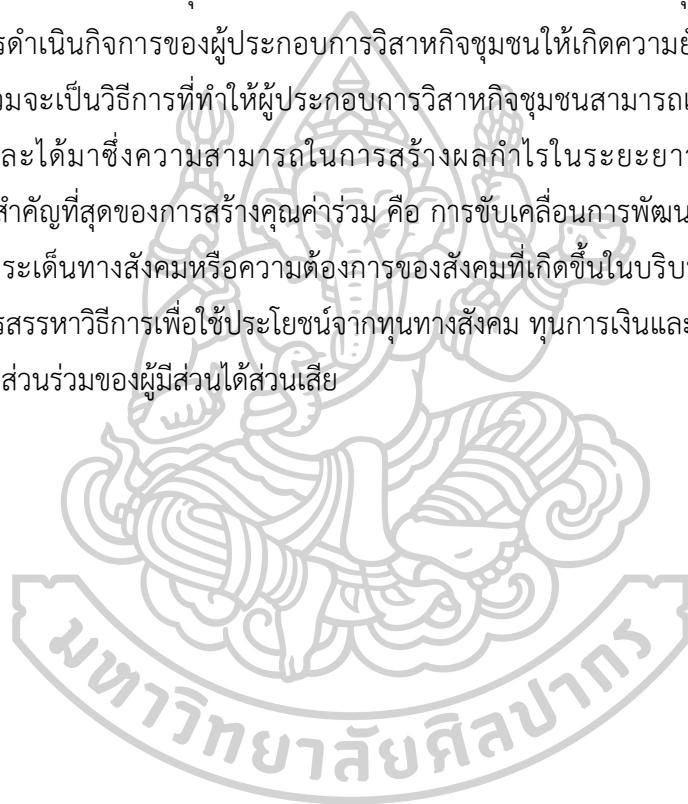 รดำเนินกิจการของผู้ประกอบการวิสาหกิจชุมชนให้เกิดความยั
วมจะเป็นวิธีการที่ทำให้ผู้ประกอบการวิสาหกิจชุมชนสามารถเ
ละได้มาซึ่งความสามารถในการสร้างผลกำไรในระยะยาว
สำคัญที่สุดของการสร้างคุณค่าร่วม คือ การขับเคลื่อนการพัฒน
ระเด็นทางสังคมหรือความต้องการของสังคมที่เกิดขึ้นในบริบ
รสรรหาวิธีการเพื่อใช้ประโยชน์จากทุนทางสังคม ทุนการเงินและ
ส่วนร่วมของผู้มีส่วนได้ส่วนเสีย
มหาวิทยาลัยศิลปากร